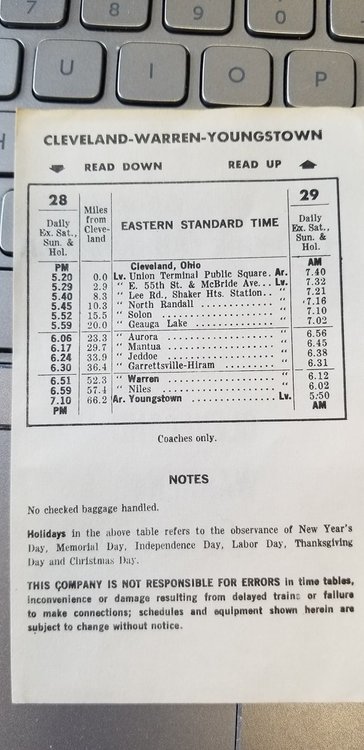 7 8 9 0
U I O P
H
CLEVELAND-WARREN-YOUNGSTOWN
READ DOWN READ UP
28 Miles from Cleve-land EASTERN STANDARD TIME 29
Daily Ex. Sat., Sun. & Hol. Daily Ex. Sat., Sun. & Hol.
PM Cleveland, Ohio AM
5.20 0.0 Lv. Union Terminal Public Square. Ar. 7.40
5.29 2.9 " E. 55th St. & McBride Ave... Lv. 7.32
5.40 8.3 " Lee Rd., Shaker Hts. Station.. " 7.21
5.45 10.3 " North Randall ................ " 7.16
5.52 15.5 " Solon ........................ " 7.10
5.59 20.0 " Geauga Lake .................. " 7.02
6.06 23.3 " Aurora ....................... " 6.56
6.17 29.7 " Mantua ....................... " 6.45
6.24 33.9 " Jeddoe ....................... " 6.38
6.30 36.4 " Garrettsville-Hiram .......... " 6.31
6.51 52.3 " Warren ....................... " 6.12
6.59 57.4 " Niles ........................ " 6.02
7.10 66.2 Ar. Youngstown ................. Lv. 5:50
PM AM
Coaches only.
NOTES
No checked baggage handled.
Holidays in the above table refers to the observance of New Year's
Day, Memorial Day, Independence Day, Labor Day, Thanksgiving
Day and Christmas Day.
THIS COMPANY IS NOT RESPONSIBLE FOR ERRORS in time tables,
inconvenience or damage resulting from delayed trains or failure
to make connections; schedules and equipment shown herein are
subject to change without notice.